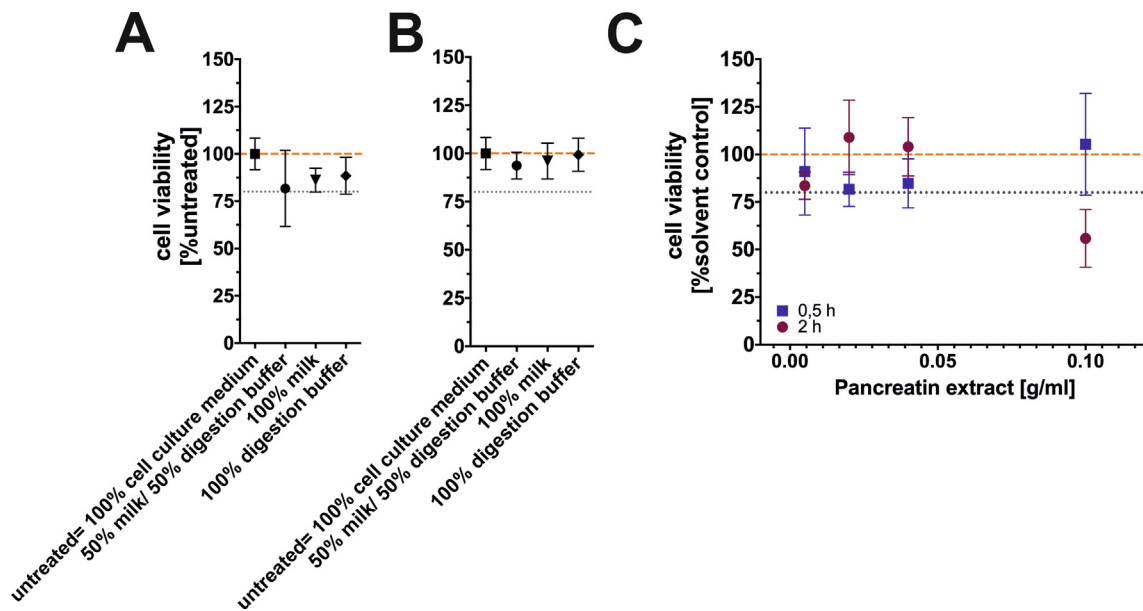 A
cell viability
[%untreated]
150
125
100
75
50
25
0
untreated= 100% cell culture medium
50% milk/ 50% digestion buffer
100% milk
100% digestion buffer
B
150
125
100
75
50
25
0
untreated= 100% cell culture medium
50% milk/ 50% digestion buffer
100% milk
100% digestion buffer
C
cell viability
[%solvent control]
150
125
100
75
50
25
0
0,5 h
2 h
0.00
0.05
0.10
Pancreatin extract [g/ml]